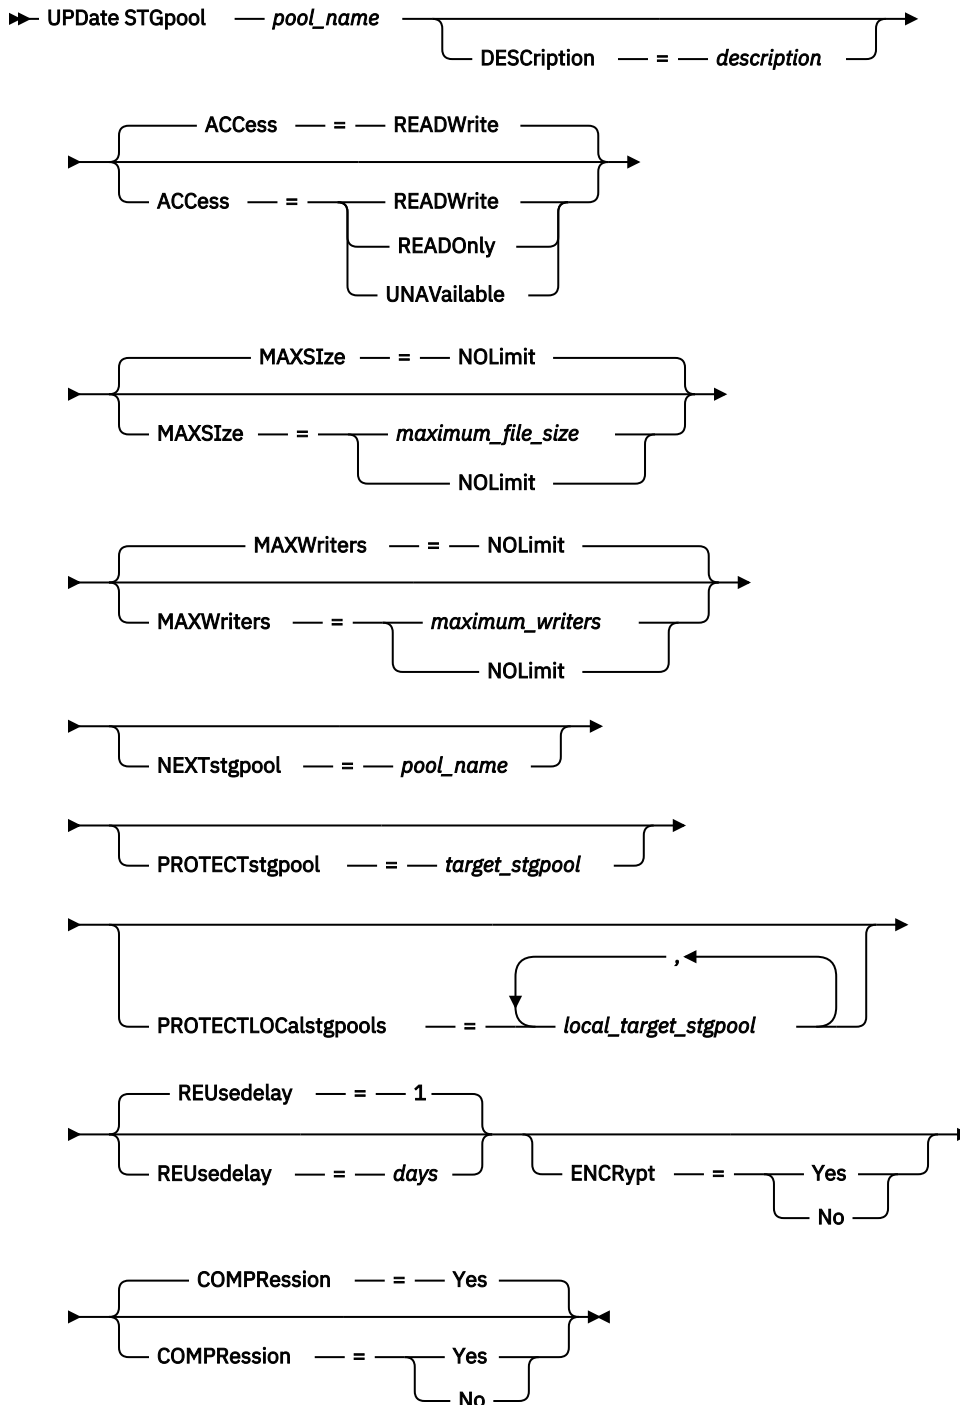 UPDate STGpool pool_name
DESCription = description
ACCess = READWrite
ACCess = READWrite
READOnly
UNAVailable
MAXSIze = NOLimit
MAXSIze = maximum_file_size
NOLimit
MAXWriters = NOLimit
MAXWriters = maximum_writers
NOLimit
NEXTstgpool = pool_name
PROTECTstgpool = target_stgpool
,
PROTECTLOCalstgpools = local_target_stgpool
REUsedelay = 1
REUsedelay = days ENCRypt = Yes
No
COMPRession = Yes
COMPRession = Yes
No